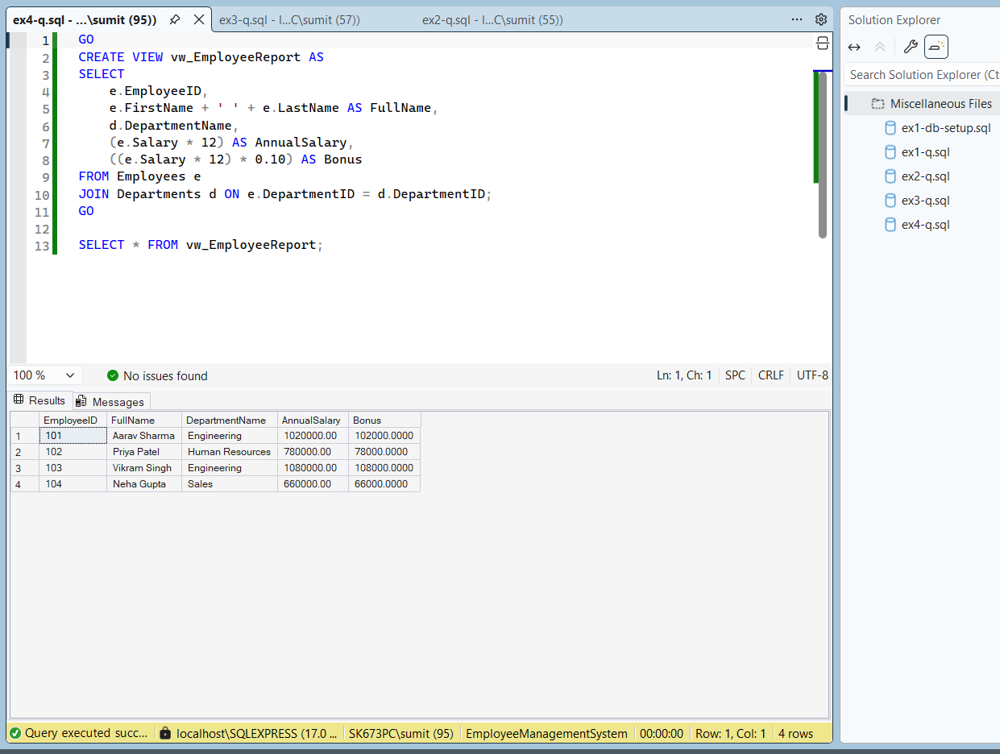 ex4-q.sql - ...\sumit (95))
ex3-q.sql - l...C\sumit (57))
ex2-q.sql - l...C\sumit (55))
1 GO
2 CREATE VIEW vw_EmployeeReport AS
3 SELECT
4     e.EmployeeID,
5     e.FirstName + ' ' + e.LastName AS FullName,
6     d.DepartmentName,
7     (e.Salary * 12) AS AnnualSalary,
8     ((e.Salary * 12) * 0.10) AS Bonus
9 FROM Employees e
10 JOIN Departments d ON e.DepartmentID = d.DepartmentID;
11 GO
12
13 SELECT * FROM vw_EmployeeReport;
100 % No issues found Ln: 1, Ch: 1 SPC CRLF UTF-8
Results Messages
EmployeeID FullName DepartmentName AnnualSalary Bonus
1 101 Aarav Sharma Engineering 1020000.00 102000.0000
2 102 Priya Patel Human Resources 780000.00 78000.0000
3 103 Vikram Singh Engineering 1080000.00 108000.0000
4 104 Neha Gupta Sales 660000.00 66000.0000
Query executed succ... localhost\SQLEXPRESS (17.0 ... SK673PC\sumit (95) EmployeeManagementSystem 00:00:00 Row: 1, Col: 1 4 rows
Solution Explorer
Search Solution Explorer (Ct
Miscellaneous Files
ex1-db-setup.sql
ex1-q.sql
ex2-q.sql
ex3-q.sql
ex4-q.sql